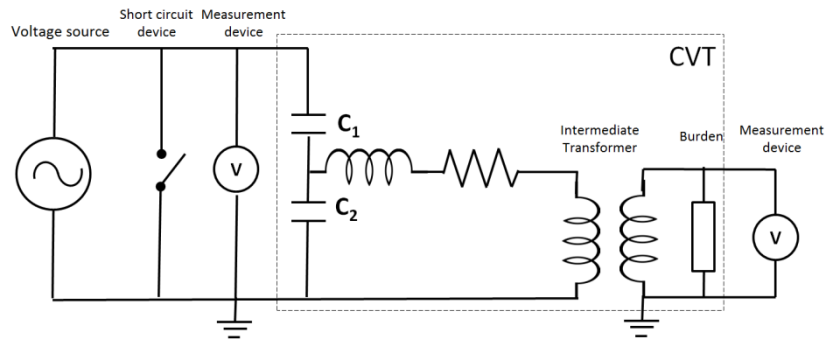 Voltage source
Short circuit
device
Measurement
device
CVT
C1
C2
Intermediate
Transformer
Burden
Measurement
device
V
V